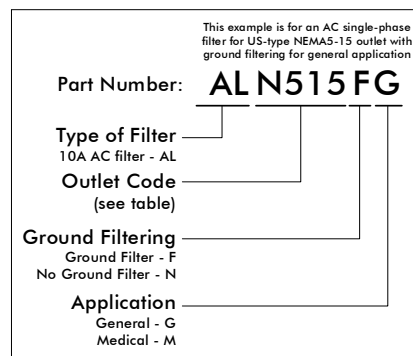 This example is for an AC single-phase
filter for US-type NEMA5-15 outlet with
ground filtering for general application
Part Number: AL N515 F G
Type of Filter
10A AC filter - AL
Outlet Code
(see table)
Ground Filtering
Ground Filter - F
No Ground Filter - N
Application
General - G
Medical - M